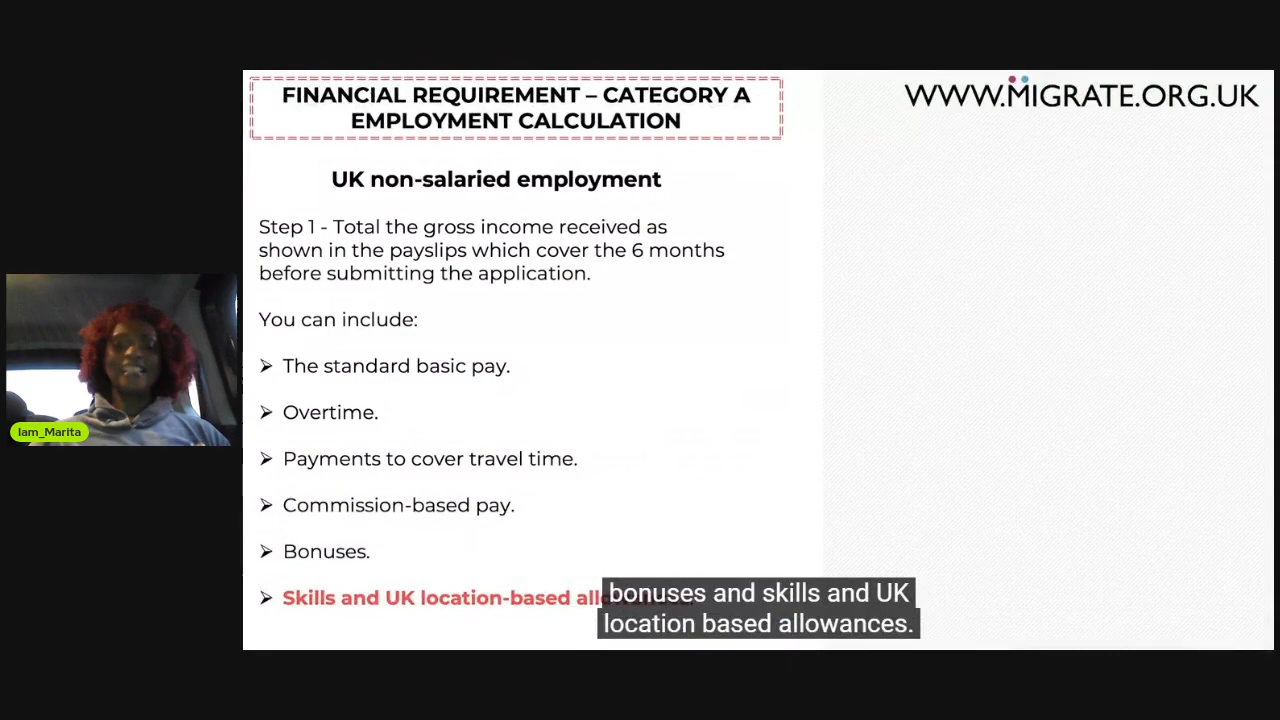 FINANCIAL REQUIREMENT – CATEGORY A
EMPLOYMENT CALCULATION
WWW.MIGRATE.ORG.UK
UK non-salaried employment
Step 1 - Total the gross income received as
shown in the payslips which cover the 6 months
before submitting the application.
You can include:
➢ The standard basic pay.
➢ Overtime.
➢ Payments to cover travel time.
➢ Commission-based pay.
➢ Bonuses.
➢ Skills and UK location-based allowances.
bonuses and skills and UK
location based allowances.
Iam_Marita